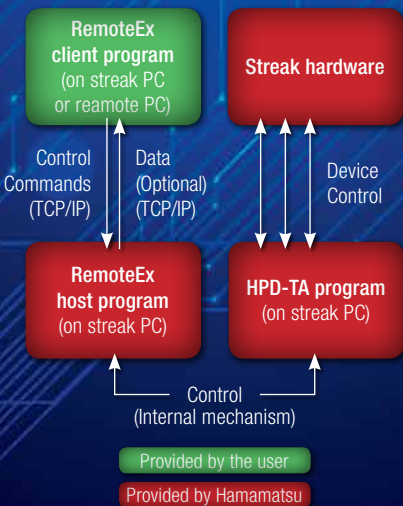 RemoteEx
client program
(on streak PC
or reamote PC)
Streak hardware
Control
Commands
(TCP/IP)
Data
(Optional)
(TCP/IP)
Device
Control
RemoteEx
host program
(on streak PC)
HPD-TA program
(on streak PC)
Control
(Internal mechanism)
Provided by the user
Provided by Hamamatsu